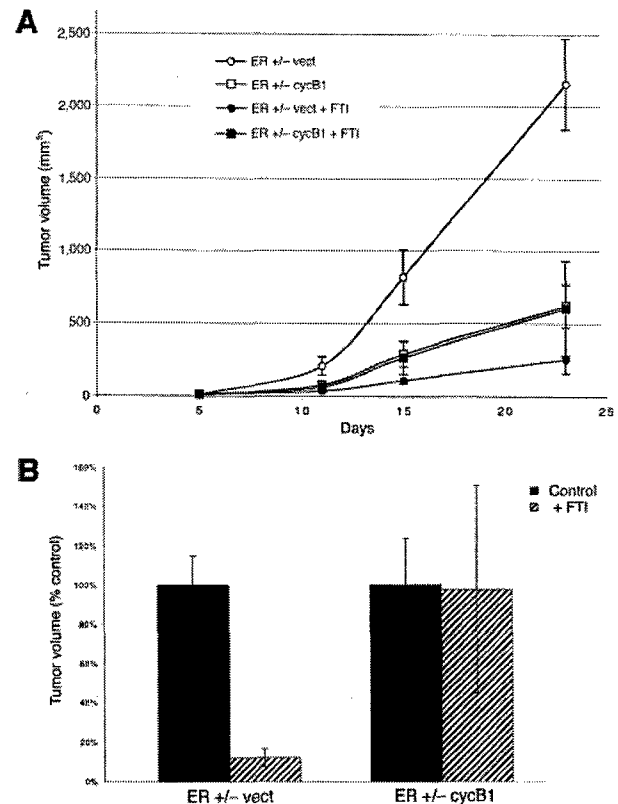 A
2,500
2,000
1,500
1,000
500
0
Tumor volume (mm³)
ER +/– vect
ER +/– cycB1
ER +/– vect + FTI
ER +/– cycB1 + FTI
0 5 10 15 20 25
Days
B
160%
140%
120%
100%
80%
60%
40%
20%
0%
Tumor volume (% control)
Control
+ FTI
ER +/– vect
ER +/– cycB1